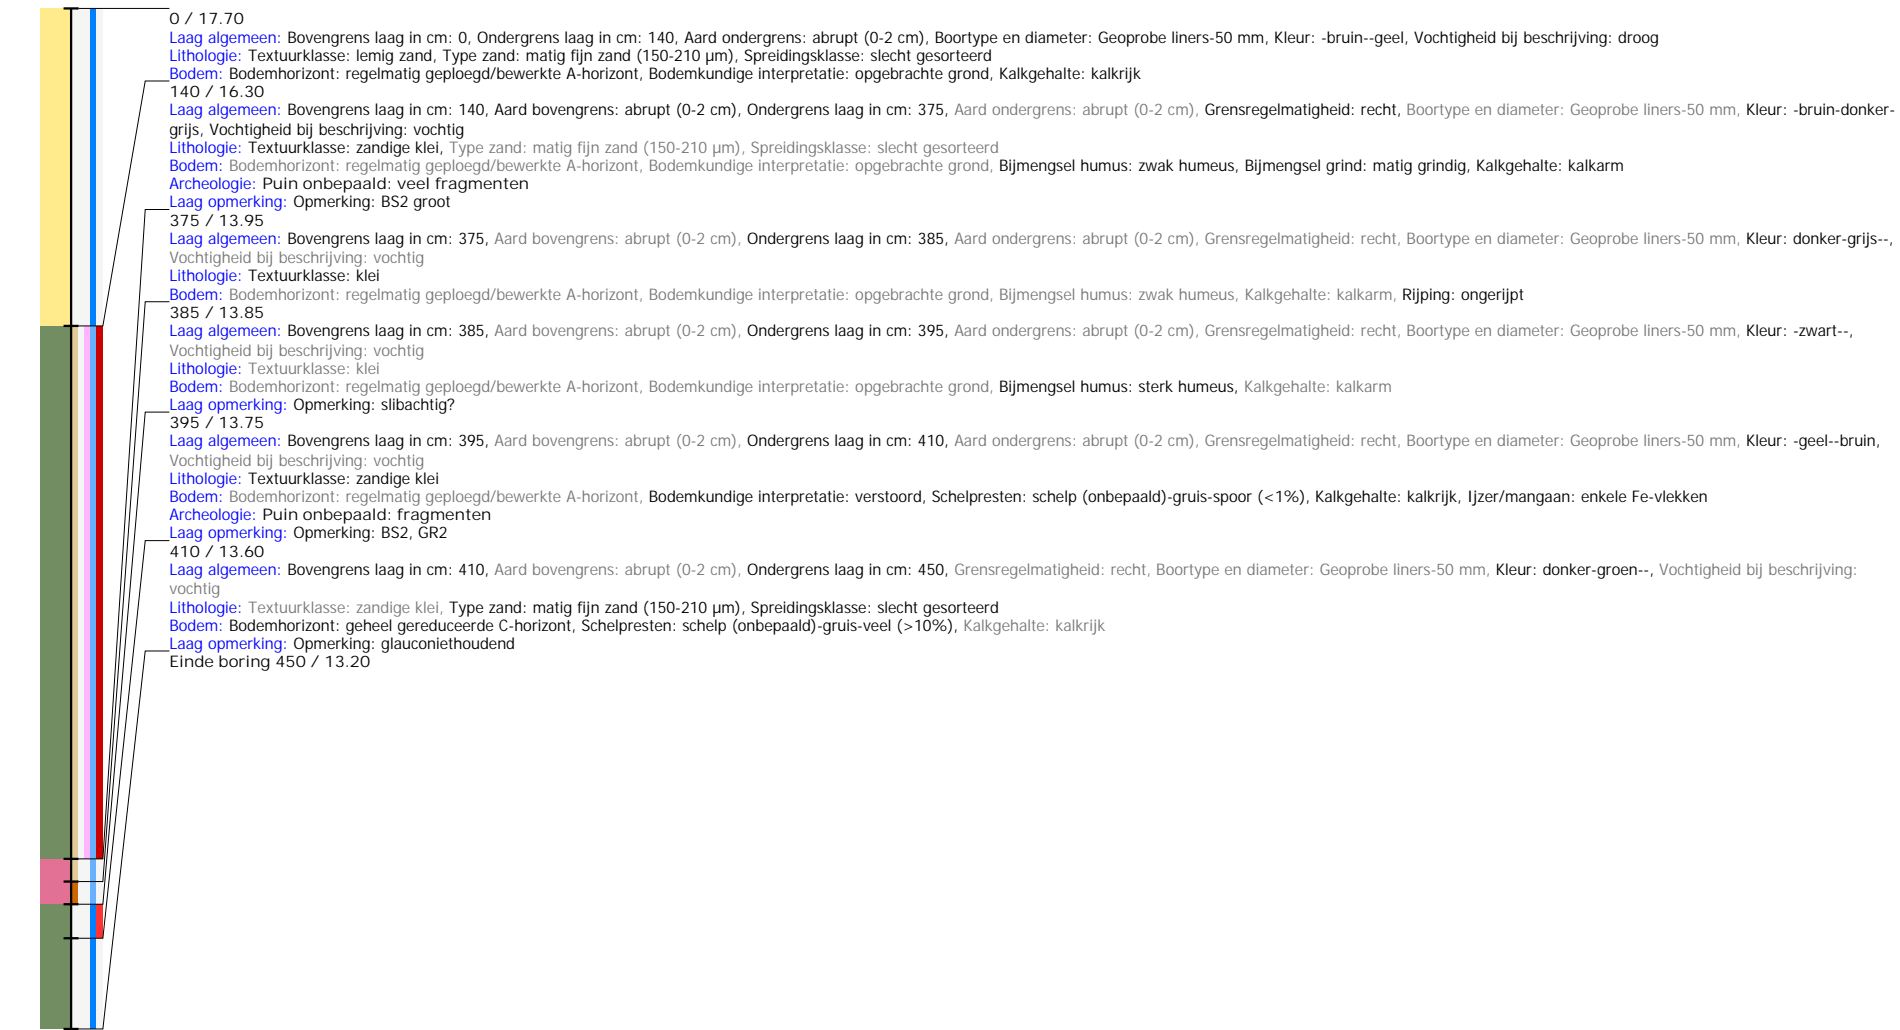 0 / 17.70
Laag algemeen: Bovengrens laag in cm: 0, Ondergrens laag in cm: 140, Aard ondergrens: abrupt (0-2 cm), Boortype en diameter: Geoprobe liners-50 mm, Kleur: -bruin--geel, Vochtigheid bij beschrijving: droog
Lithologie: Textuurklasse: lemig zand, Type zand: matig fijn zand (150-210 µm), Spreidingsklasse: slecht gesorteerd
Bodem: Bodemhorizont: regelmatig geploegd/bewerkte A-horizont, Bodemkundige interpretatie: opgebrachte grond, Kalkgehalte: kalkrijk
140 / 16.30
Laag algemeen: Bovengrens laag in cm: 140, Aard bovengrens: abrupt (0-2 cm), Ondergrens laag in cm: 375, Aard ondergrens: abrupt (0-2 cm), Grensregelmatigheid: recht, Boortype en diameter: Geoprobe liners-50 mm, Kleur: -bruin-donker-
grijs, Vochtigheid bij beschrijving: vochtig
Lithologie: Textuurklasse: zandige klei, Type zand: matig fijn zand (150-210 µm), Spreidingsklasse: slecht gesorteerd
Bodem: Bodemhorizont: regelmatig geploegd/bewerkte A-horizont, Bodemkundige interpretatie: opgebrachte grond, Bijmengsel humus: zwak humeus, Bijmengsel grind: matig grindig, Kalkgehalte: kalkarm
Archeologie: Puin onbepaald: veel fragmenten
Laag opmerking: Opmerking: BS2 groot
375 / 13.95
Laag algemeen: Bovengrens laag in cm: 375, Aard bovengrens: abrupt (0-2 cm), Ondergrens laag in cm: 385, Aard ondergrens: abrupt (0-2 cm), Grensregelmatigheid: recht, Boortype en diameter: Geoprobe liners-50 mm, Kleur: donker-grijs--,
Vochtigheid bij beschrijving: vochtig
Lithologie: Textuurklasse: klei
Bodem: Bodemhorizont: regelmatig geploegd/bewerkte A-horizont, Bodemkundige interpretatie: opgebrachte grond, Bijmengsel humus: zwak humeus, Kalkgehalte: kalkarm, Rijping: ongerijpt
385 / 13.85
Laag algemeen: Bovengrens laag in cm: 385, Aard bovengrens: abrupt (0-2 cm), Ondergrens laag in cm: 395, Aard ondergrens: abrupt (0-2 cm), Grensregelmatigheid: recht, Boortype en diameter: Geoprobe liners-50 mm, Kleur: -zwart--,
Vochtigheid bij beschrijving: vochtig
Lithologie: Textuurklasse: klei
Bodem: Bodemhorizont: regelmatig geploegd/bewerkte A-horizont, Bodemkundige interpretatie: opgebrachte grond, Bijmengsel humus: sterk humeus, Kalkgehalte: kalkarm
Laag opmerking: Opmerking: slibachtig?
395 / 13.75
Laag algemeen: Bovengrens laag in cm: 395, Aard bovengrens: abrupt (0-2 cm), Ondergrens laag in cm: 410, Aard ondergrens: abrupt (0-2 cm), Grensregelmatigheid: recht, Boortype en diameter: Geoprobe liners-50 mm, Kleur: -geel--bruin,
Vochtigheid bij beschrijving: vochtig
Lithologie: Textuurklasse: zandige klei
Bodem: Bodemhorizont: regelmatig geploegd/bewerkte A-horizont, Bodemkundige interpretatie: verstoord, Schelpresten: schelp (onbepaald)-gruis-spoor (<1%), Kalkgehalte: kalkrijk, Ijzer/mangaan: enkele Fe-vlekken
Archeologie: Puin onbepaald: fragmenten
Laag opmerking: Opmerking: BS2, GR2
410 / 13.60
Laag algemeen: Bovengrens laag in cm: 410, Aard bovengrens: abrupt (0-2 cm), Ondergrens laag in cm: 450, Grensregelmatigheid: recht, Boortype en diameter: Geoprobe liners-50 mm, Kleur: donker-groen--, Vochtigheid bij beschrijving:
vochtig
Lithologie: Textuurklasse: zandige klei, Type zand: matig fijn zand (150-210 µm), Spreidingsklasse: slecht gesorteerd
Bodem: Bodemhorizont: geheel gereduceerde C-horizont, Schelpresten: schelp (onbepaald)-gruis-veel (>10%), Kalkgehalte: kalkrijk
Laag opmerking: Opmerking: glauconiethoudend
Einde boring 450 / 13.20